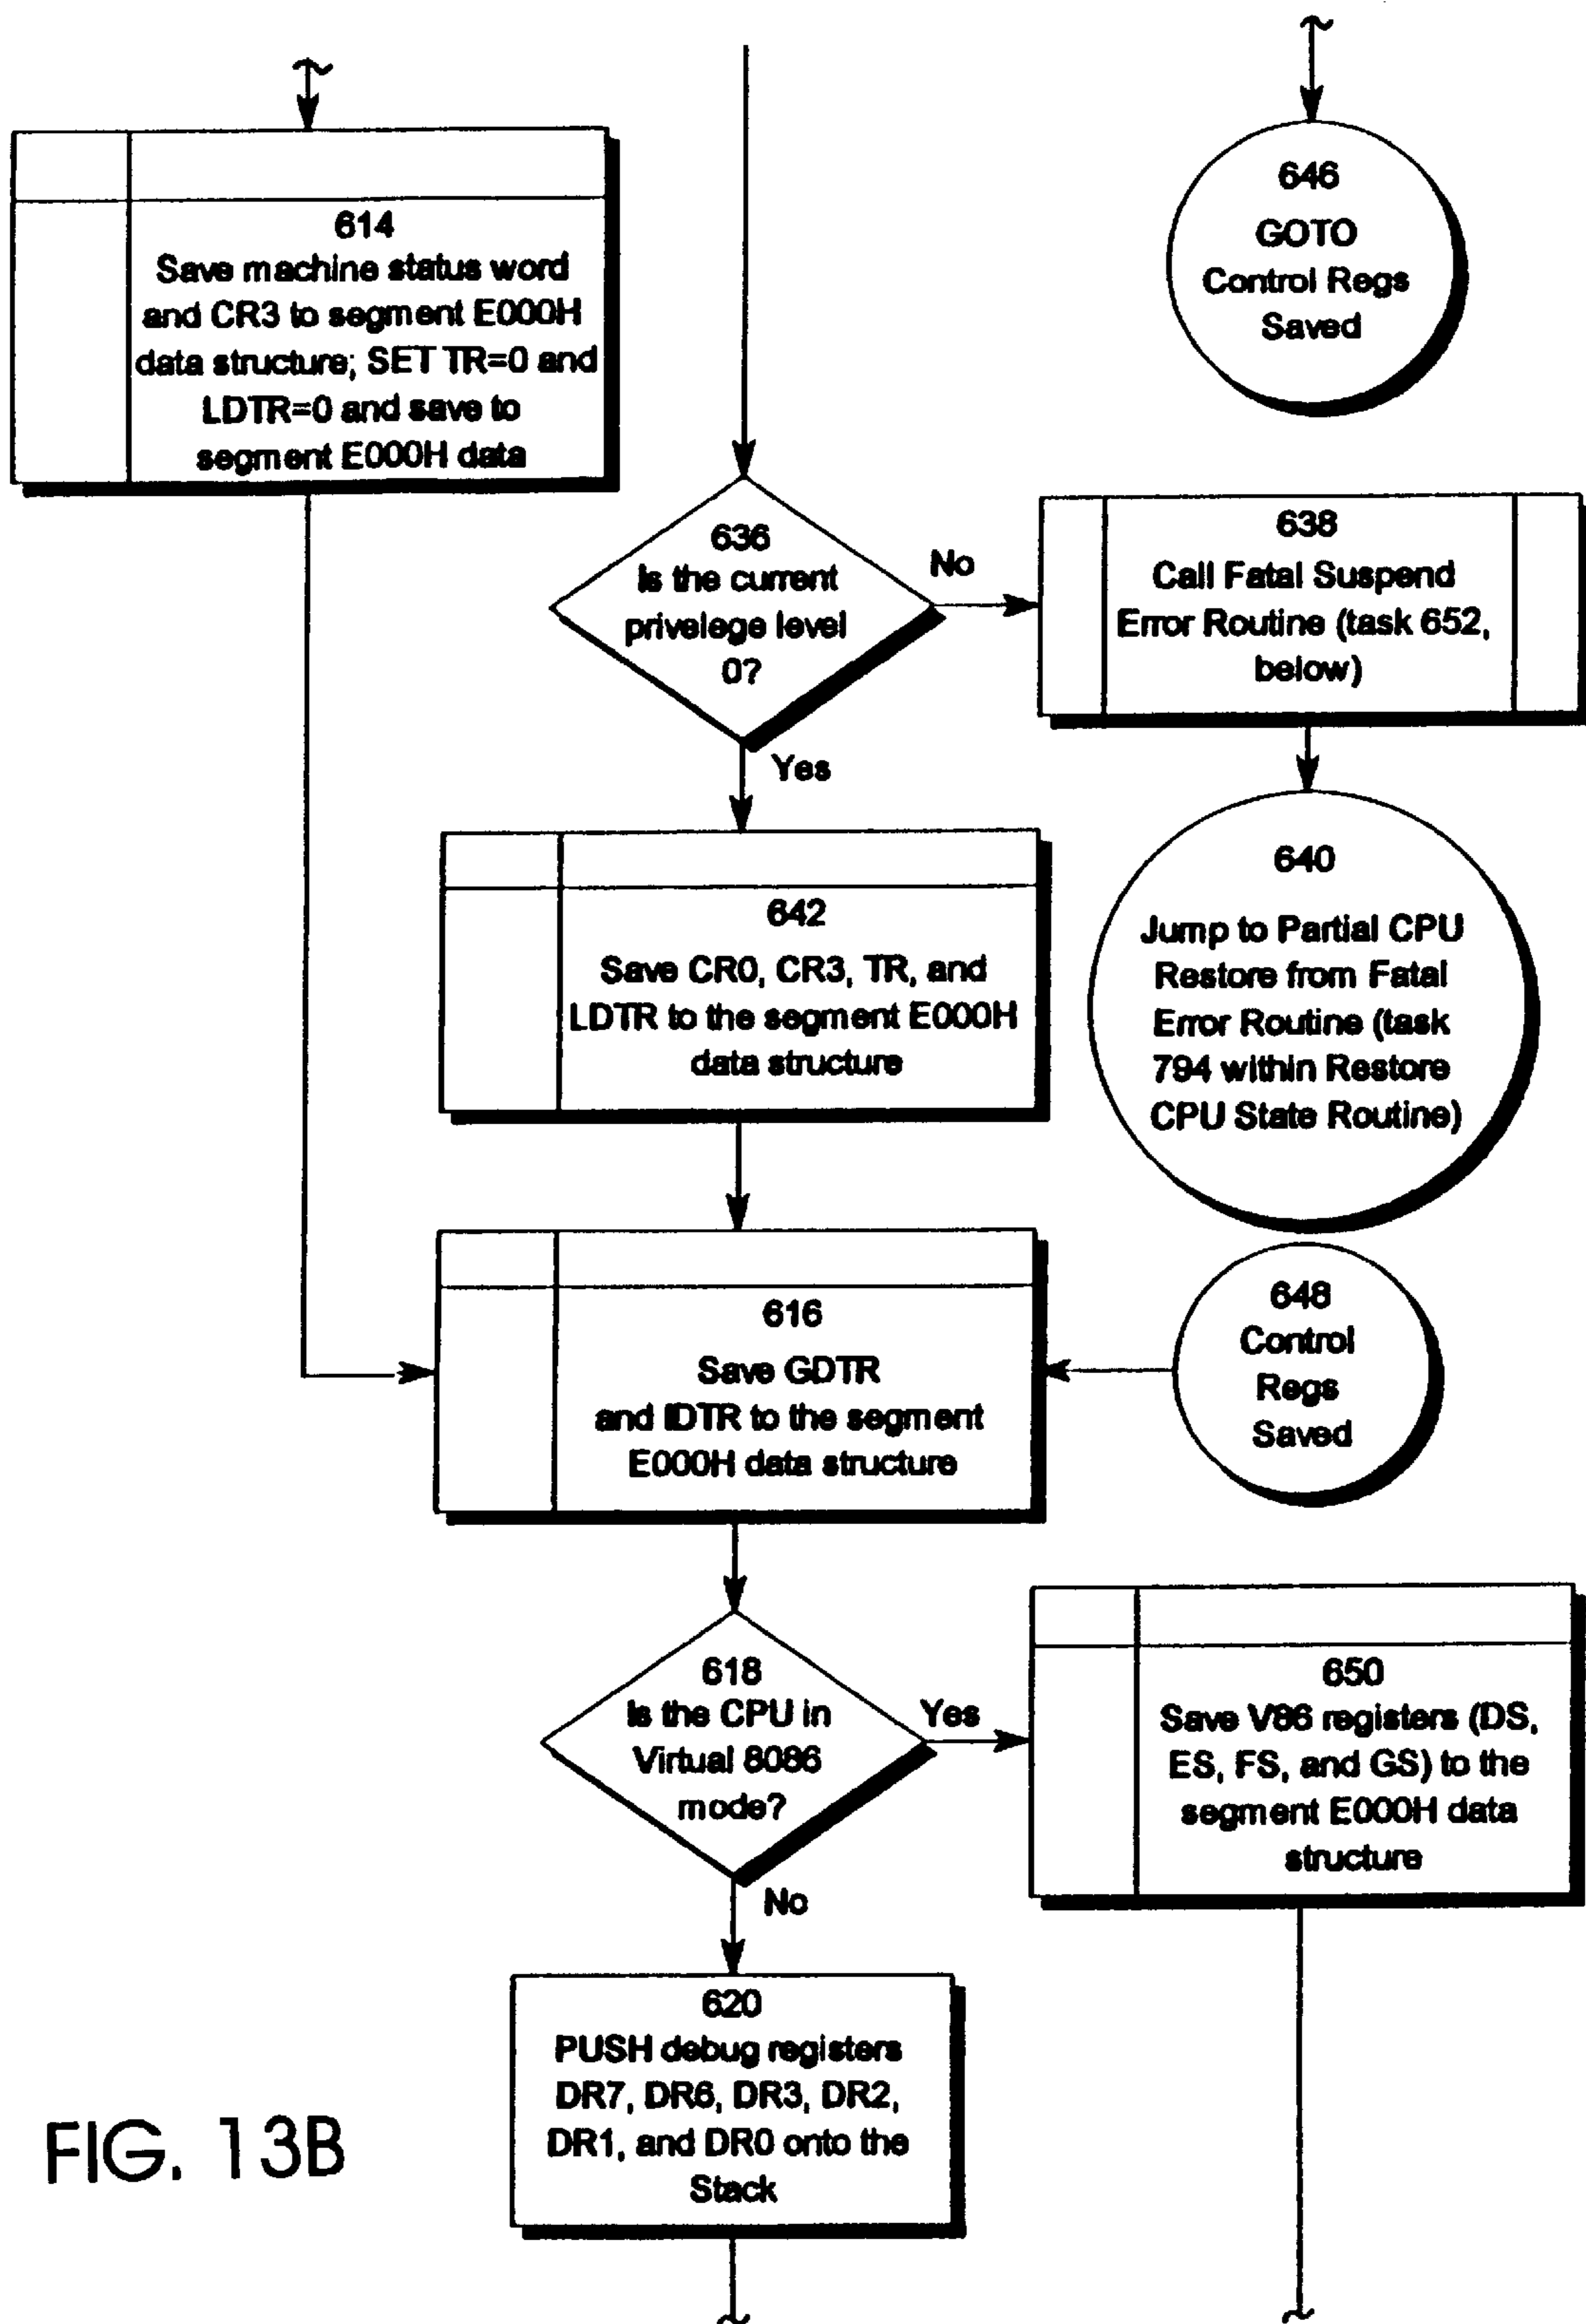 614
Save machine status word
and CR3 to segment E000H
data structure; SET TR=0 and
LDTR=0 and save to
segment E000H data
646
GOTO
Control Regs
Saved
636
Is the current
privelege level
0?
No
Yes
638
Call Fatal Suspend
Error Routine (task 652,
below)
640
Jump to Partial CPU
Restore from Fatal
Error Routine (task
794 within Restore
CPU State Routine)
642
Save CR0, CR3, TR, and
LDTR to the segment E000H
data structure
616
Save GDTR
and IDTR to the segment
E000H data structure
648
Control
Regs
Saved
618
Is the CPU in
Virtual 8086
mode?
Yes
No
650
Save V86 registers (DS,
ES, FS, and GS) to the
segment E000H data
structure
620
PUSH debug registers
DR7, DR6, DR3, DR2,
DR1, and DR0 onto the
Stack
FIG. 13B